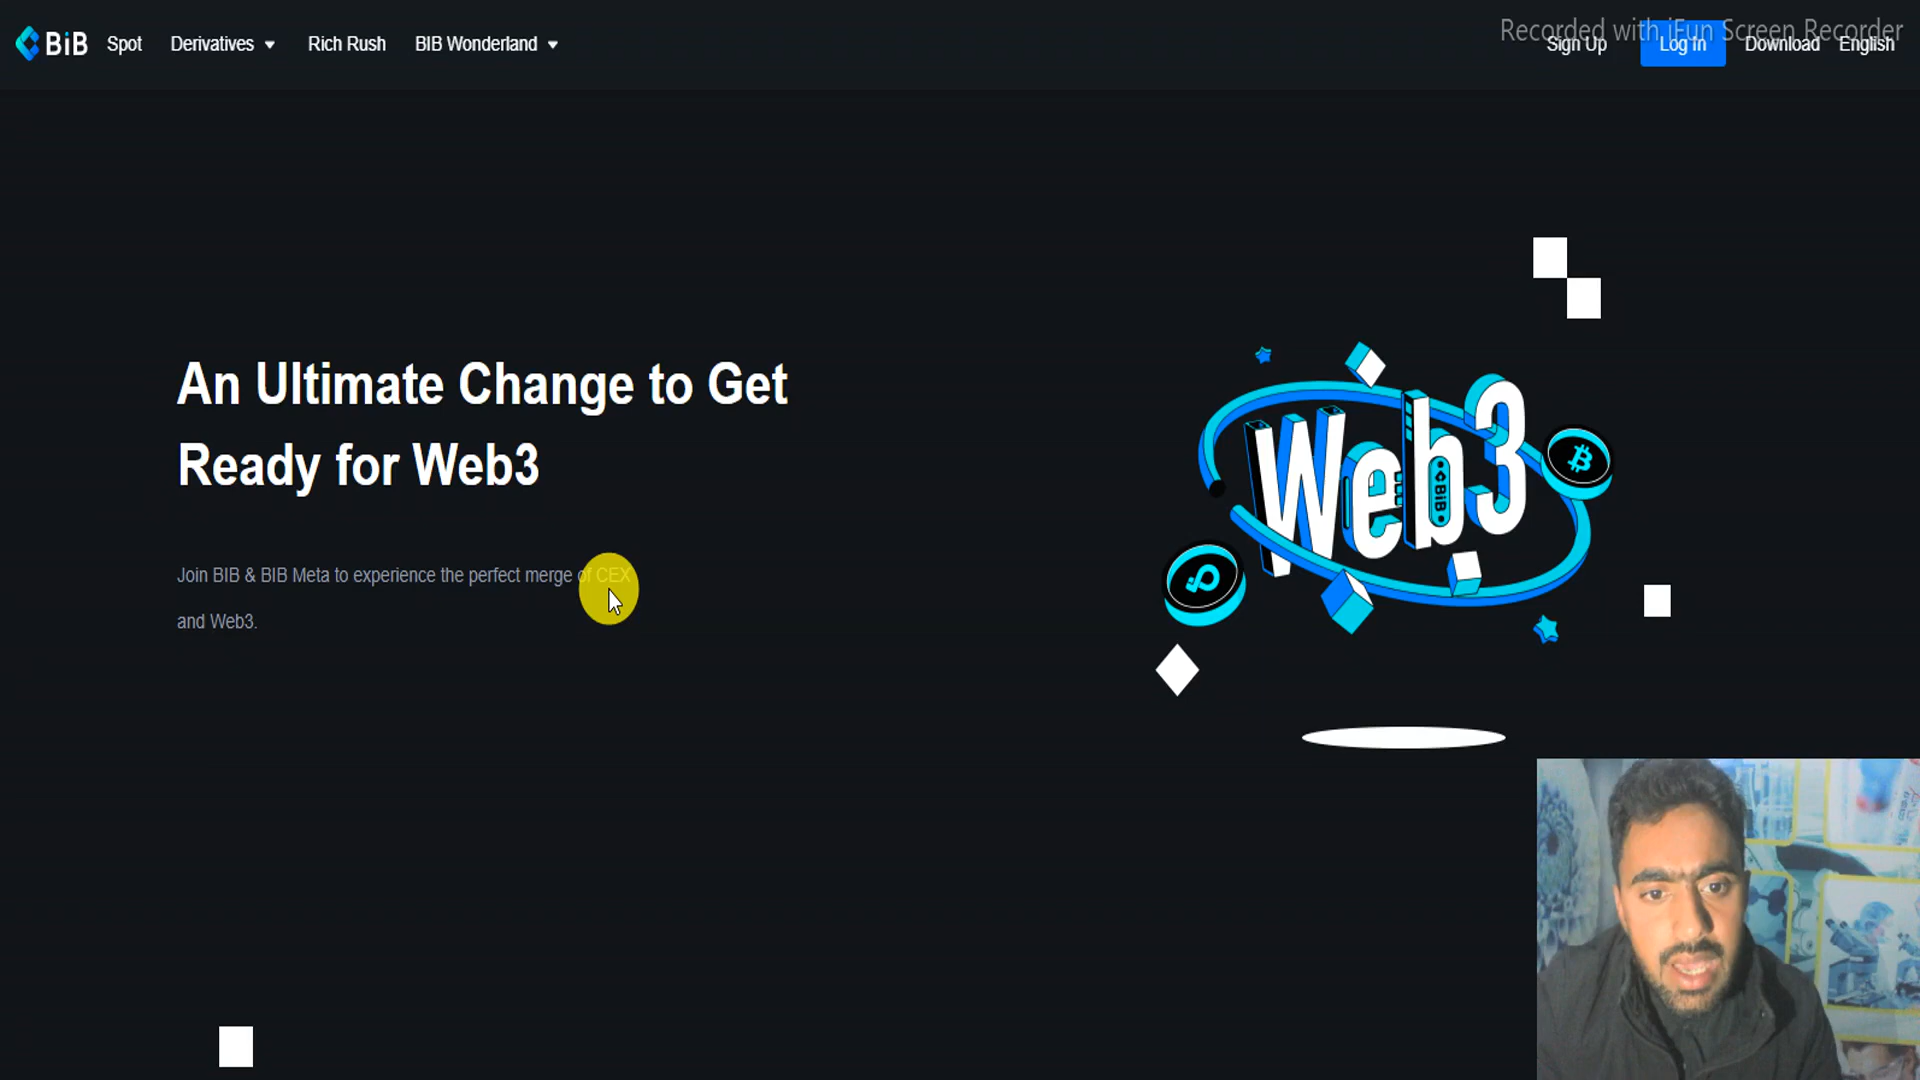 BiB Spot Derivatives Rich Rush BIB Wonderland
Recorded with iFun Screen Recorder
Sign Up Log In Download English
An Ultimate Change to Get
Ready for Web3
Join BIB & BIB Meta to experience the perfect merge of CEX
and Web3.
Web3
BiB